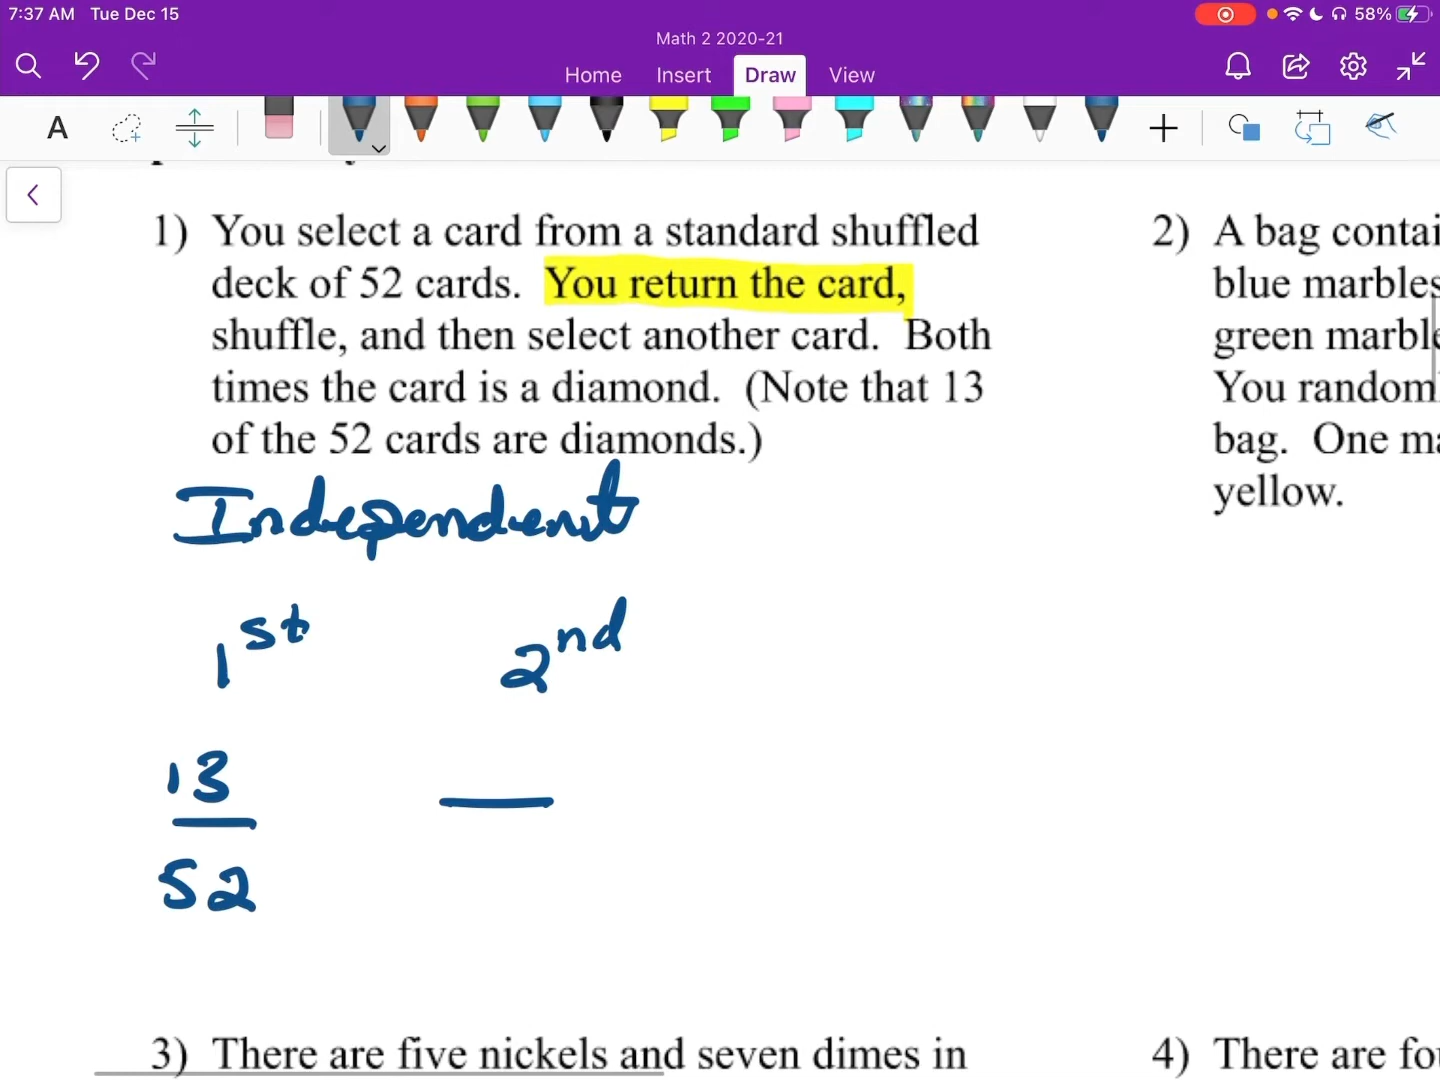 7:37 AM Tue Dec 15
58%
Math 2 2020-21
Home Insert Draw View
A
1) You select a card from a standard shuffled
deck of 52 cards. You return the card,
shuffle, and then select another card. Both
times the card is a diamond. (Note that 13
of the 52 cards are diamonds.)
Independent
1st 2nd
13
52
2) A bag contai
blue marbles
green marble
You random
bag. One ma
yellow.
3) There are five nickels and seven dimes in
4) There are fo